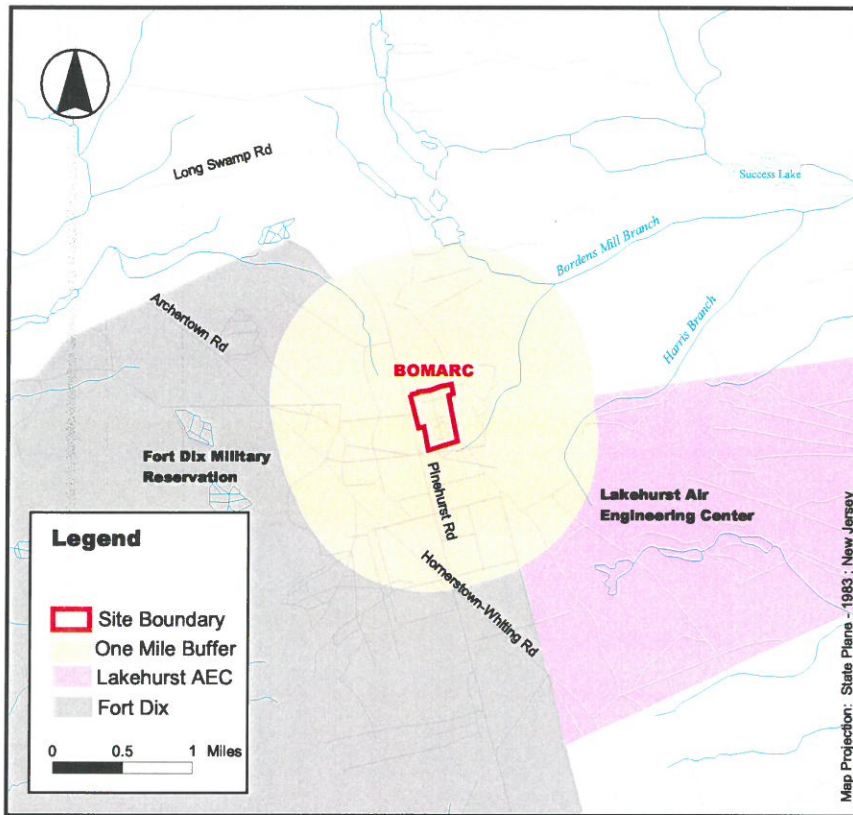 Long Swamp Rd
Success Lake
Bordens Mill Branch
Archertown Rd
Harris Branch
BOMARC
Fort Dix Military
Reservation
Pinehurst Rd
Lakehurst Air
Engineering Center
Hornerstown-Whiting Rd
Legend
Site Boundary
One Mile Buffer
Lakehurst AEC
Fort Dix
0 0.5 1 Miles
Map Projection: State Plane - 1983 : New Jersey